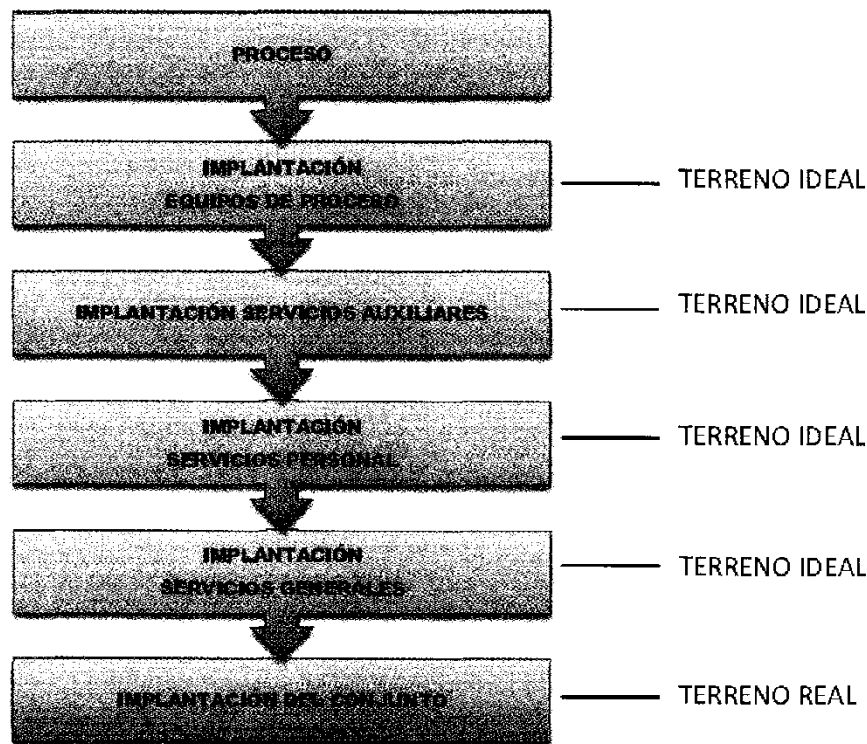 PROCESO
IMPLANTACIÓN
EQUIPOS DE PROCESO
TERRENO IDEAL
IMPLANTACIÓN SERVICIOS AUXILIARES
TERRENO IDEAL
IMPLANTACIÓN
SERVICIOS PERSONAL
TERRENO IDEAL
IMPLANTACIÓN
SERVICIOS GENERALES
TERRENO IDEAL
IMPLANTACIÓN DEL CONJUNTO
TERRENO REAL